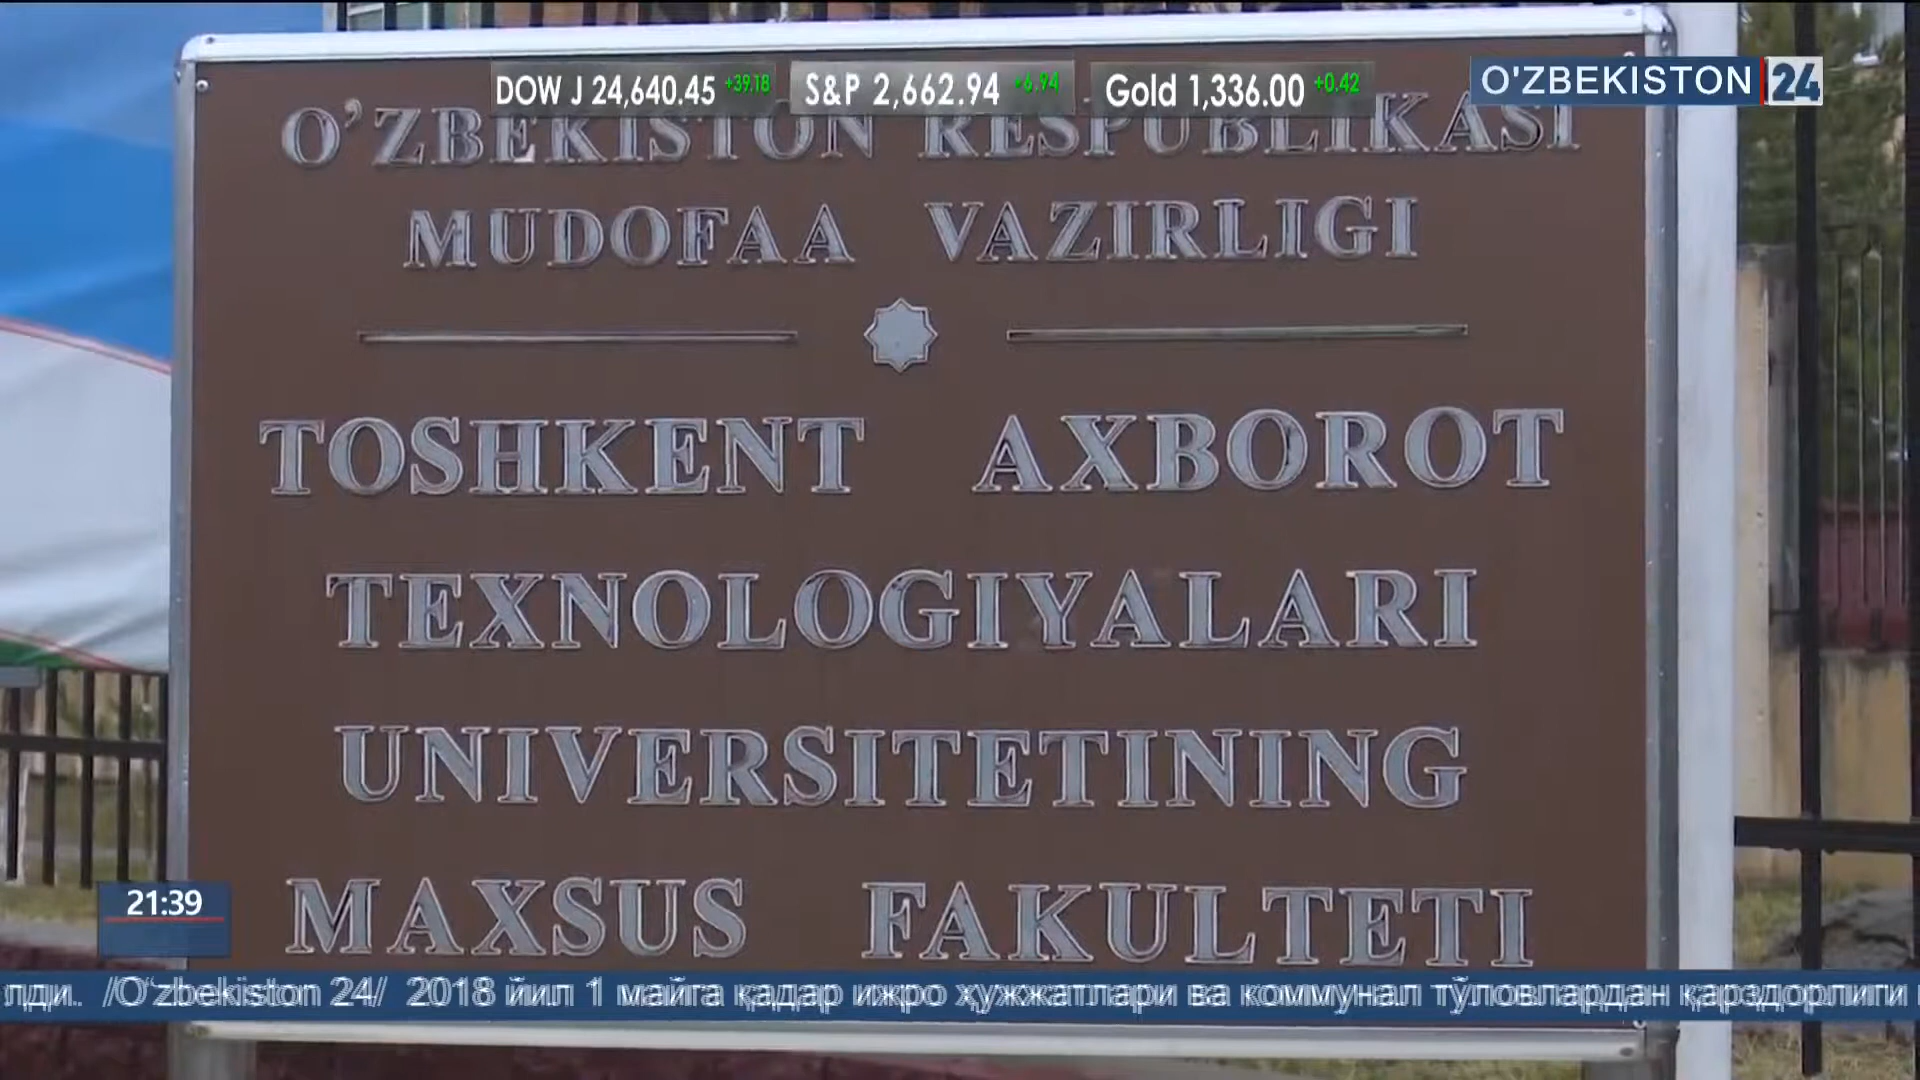 DOW J 24,640.45 +39.18 S&P 2,662.94 +6.94 Gold 1,336.00 +0.42
O'ZBEKISTON 24
O’ZBEKISTON RESPUBLIKASI
MUDOFAA VAZIRLIGI
TOSHKENT AXBOROT
TEXNOLOGIYALARI
UNIVERSITETINING
MAXSUS FAKULTETI
21:39
лди. /O‘zbekiston 24/ 2018 йил 1 майга қадар ижро ҳужжатлари ва коммунал тўловлардан қарздорлиги